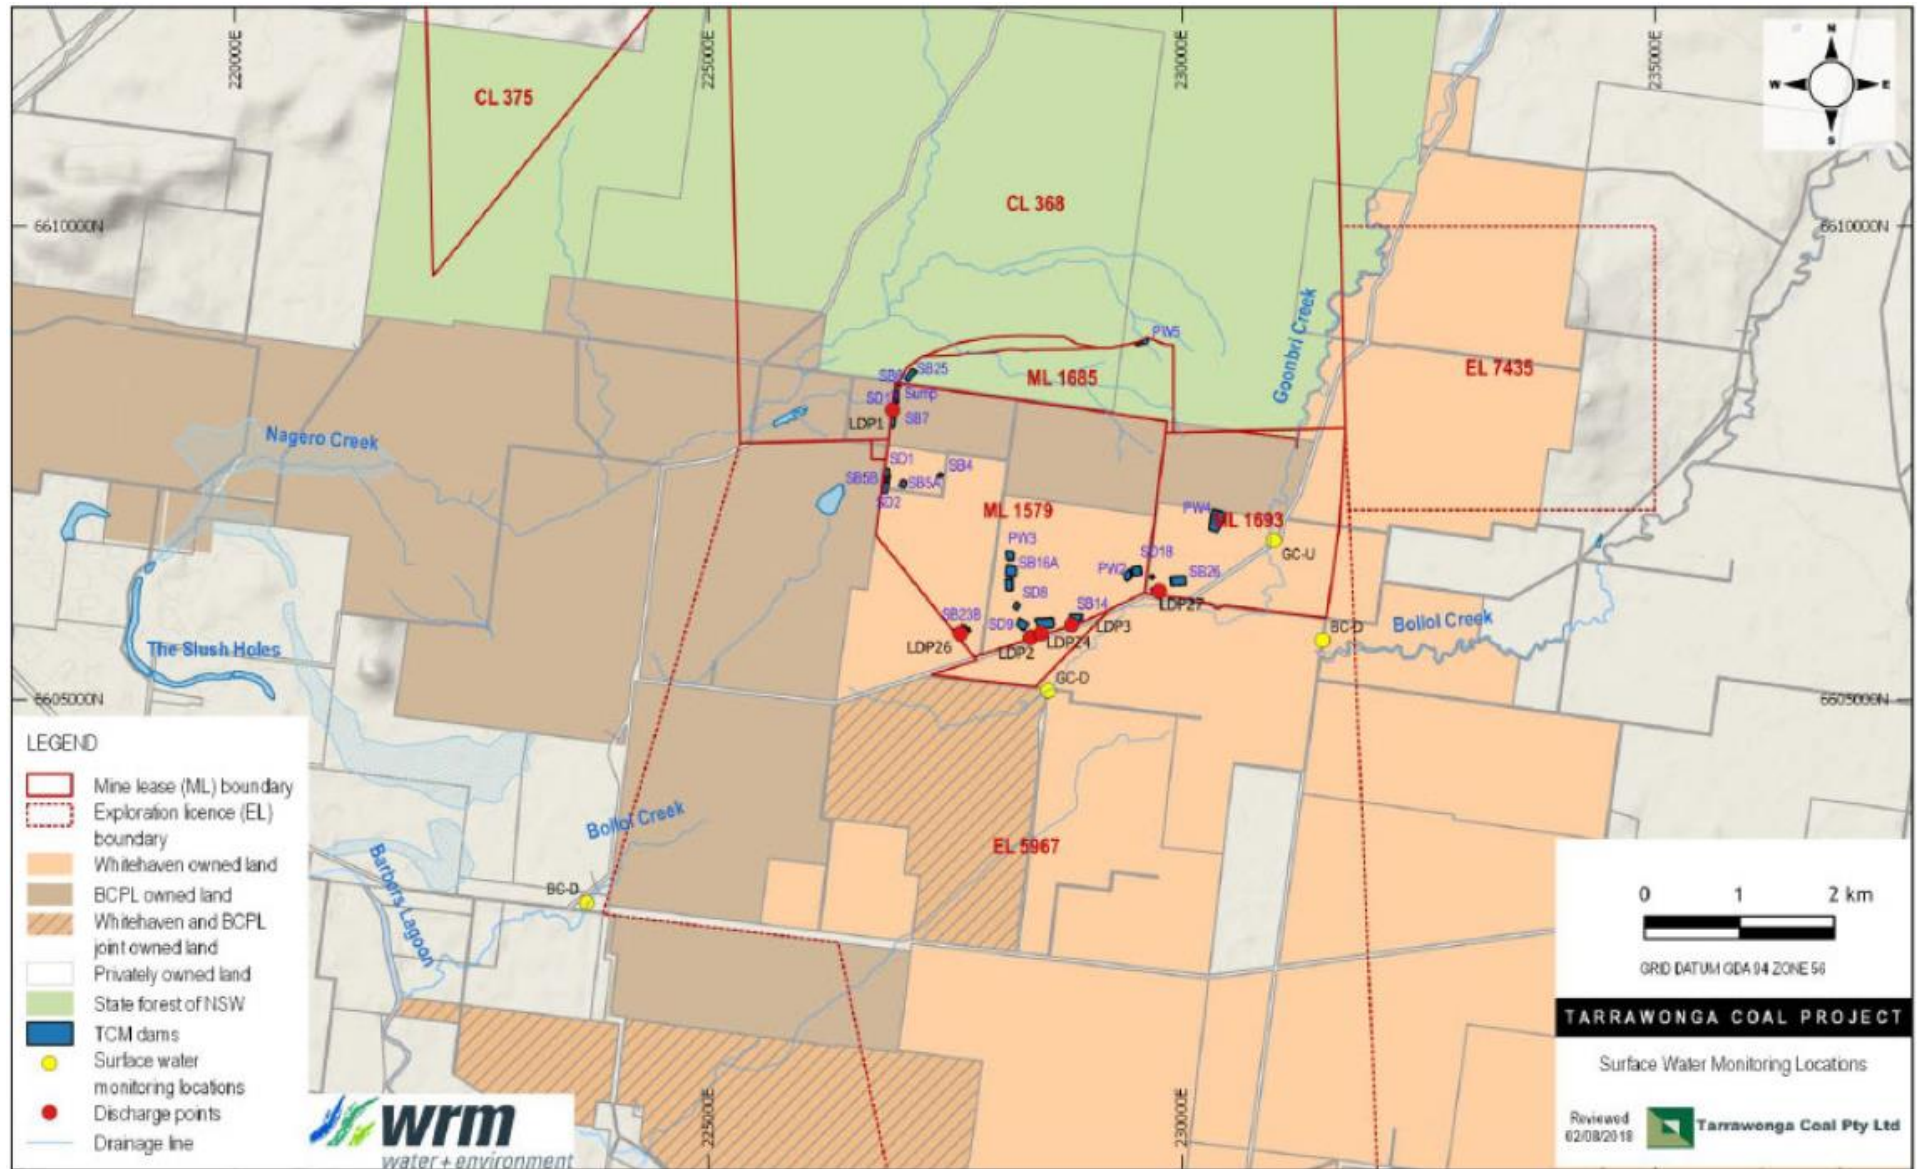 220000E
225000E
230000E
235000E
N
W
E
S
CL 375
CL 368
6610000N
6610000N
Goonbri Creek
PW5
EL 7435
ML 1685
SB25
Sump
SB7
LDP1
Nagero Creek
SD1
SB4
SB5B
SB5A
SD2
ML 1579
PW4
ML 1693
GC-U
PW3
SB16A
SD18
PW2
SB26
SD8
LDP27
SB23B
SD9
SB14
LDP3
Bollol Creek
BC-D
LDP26
LDP2
LDP24
The Slush Holes
GC-D
6605000N
6605000N
LEGEND
Mine lease (ML) boundary
Exploration licence (EL)
boundary
Whitehaven owned land
BCPL owned land
Whitehaven and BCPL
joint owned land
Privately owned land
State forest of NSW
TCM dams
Surface water
monitoring locations
Discharge points
Drainage line
Bollol Creek
EL 5967
Barbers Lagoon
BC-D
0 1 2 km
GRID DATUM GDA 94 ZONE 56
TARRAWONGA COAL PROJECT
Surface Water Monitoring Locations
Reviewed
02/08/2018
Tarrawonga Coal Pty Ltd
wrm
water + environment
225000E
230000E